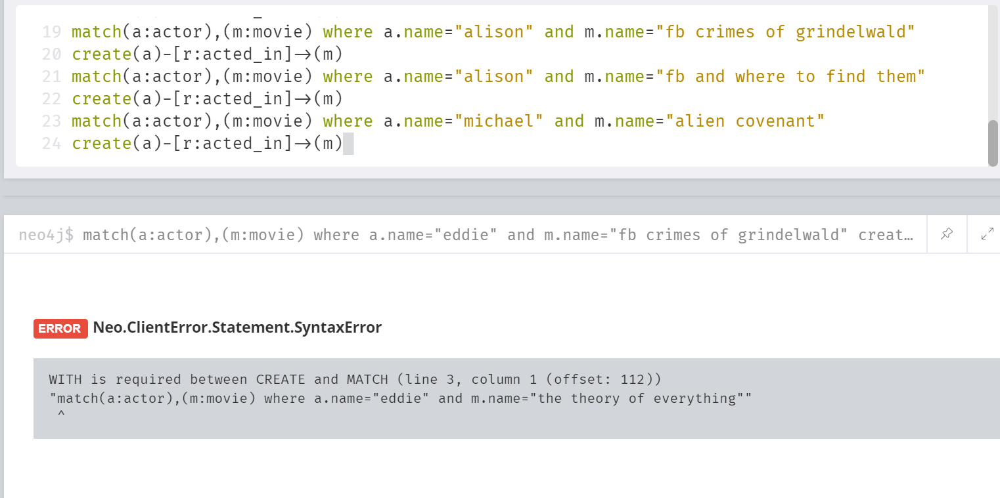 19 match(a:actor),(m:movie) where a.name="alison" and m.name="fb crimes of grindelwald"
20 create(a)-[r:acted_in]→(m)
21 match(a:actor),(m:movie) where a.name="alison" and m.name="fb and where to find them"
22 create(a)-[r:acted_in]→(m)
23 match(a:actor),(m:movie) where a.name="michael" and m.name="alien covenant"
24 create(a)-[r:acted_in]→(m)
neo4j$ match(a:actor),(m:movie) where a.name="eddie" and m.name="fb crimes of grindelwald" creat…
ERROR Neo.ClientError.Statement.SyntaxError
WITH is required between CREATE and MATCH (line 3, column 1 (offset: 112))
"match(a:actor),(m:movie) where a.name="eddie" and m.name="the theory of everything""
^